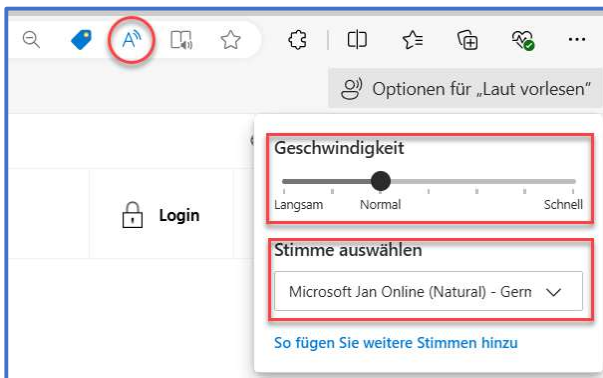 Optionen für „Laut vorlesen“
Geschwindigkeit
Langsam Normal Schnell
Login
Stimme auswählen
Microsoft Jan Online (Natural) - Gern
So fügen Sie weitere Stimmen hinzu